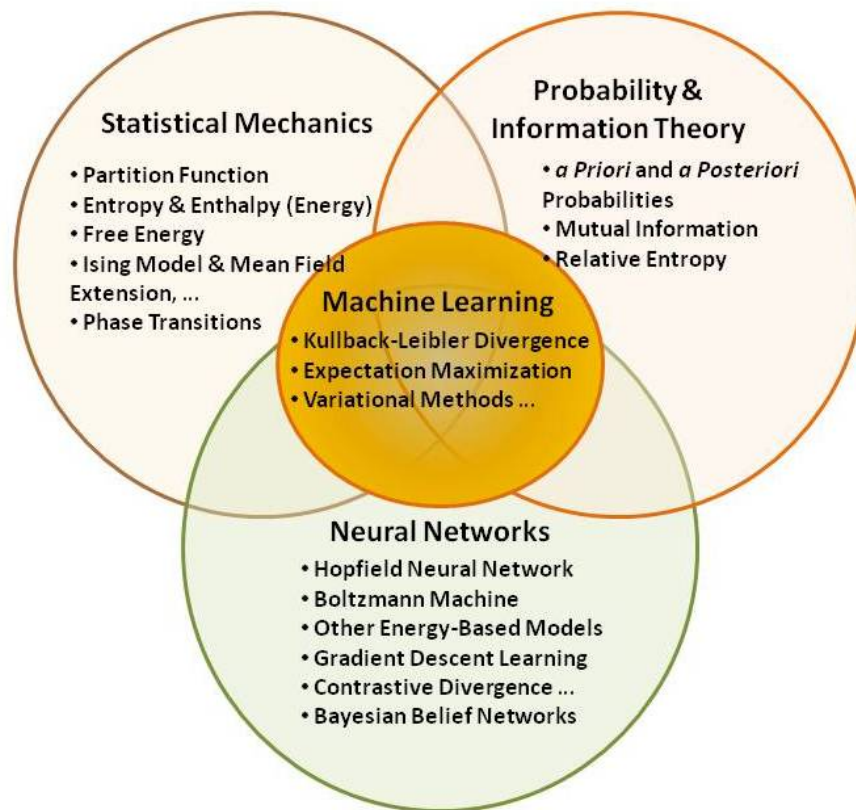 Statistical Mechanics
• Partition Function
• Entropy & Enthalpy (Energy)
• Free Energy
• Ising Model & Mean Field
Extension, ...
• Phase Transitions
Probability &
Information Theory
• a Priori and a Posteriori
Probabilities
• Mutual Information
• Relative Entropy
Machine Learning
• Kullback-Leibler Divergence
• Expectation Maximization
• Variational Methods ...
Neural Networks
• Hopfield Neural Network
• Boltzmann Machine
• Other Energy-Based Models
• Gradient Descent Learning
• Contrastive Divergence ...
• Bayesian Belief Networks